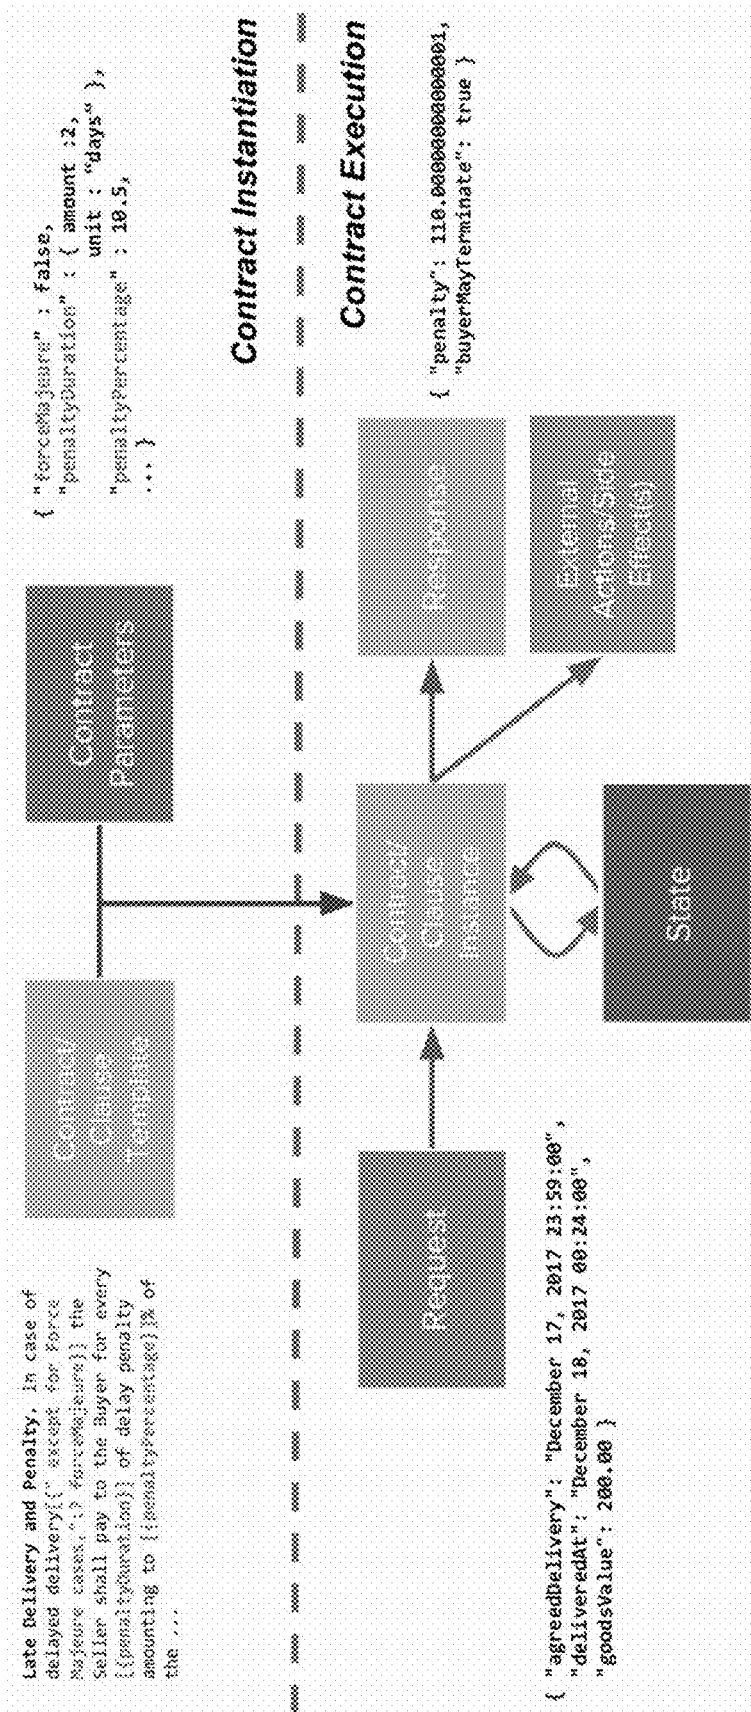 Late Delivery and Penalty. In case of
delayed delivery{{" except for Force
Majeure cases,":? forceMajeure}} the
Seller shall pay to the Buyer for every
{{penaltyDuration}} of delay penalty
amounting to {{penaltyPercentage}}% of
the ...
Contract/
Clause
Template
Contract
Parameters
{ "forceMajeure" : false,
"penaltyDuration" : { amount :2,
unit : "days" },
"penaltyPercentage" : 10.5,
... }
Contract Instantiation
Contract Execution
Request
Contract/
Clause
Instance
Response
{ "penalty": 110.00000000000001,
"buyerMayTerminate": true }
External
Actions/Side
Effect(s)
State
{ "agreedDelivery": "December 17, 2017 23:59:00",
"deliveredAt": "December 18, 2017 00:24:00",
"goodsValue": 200.00 }